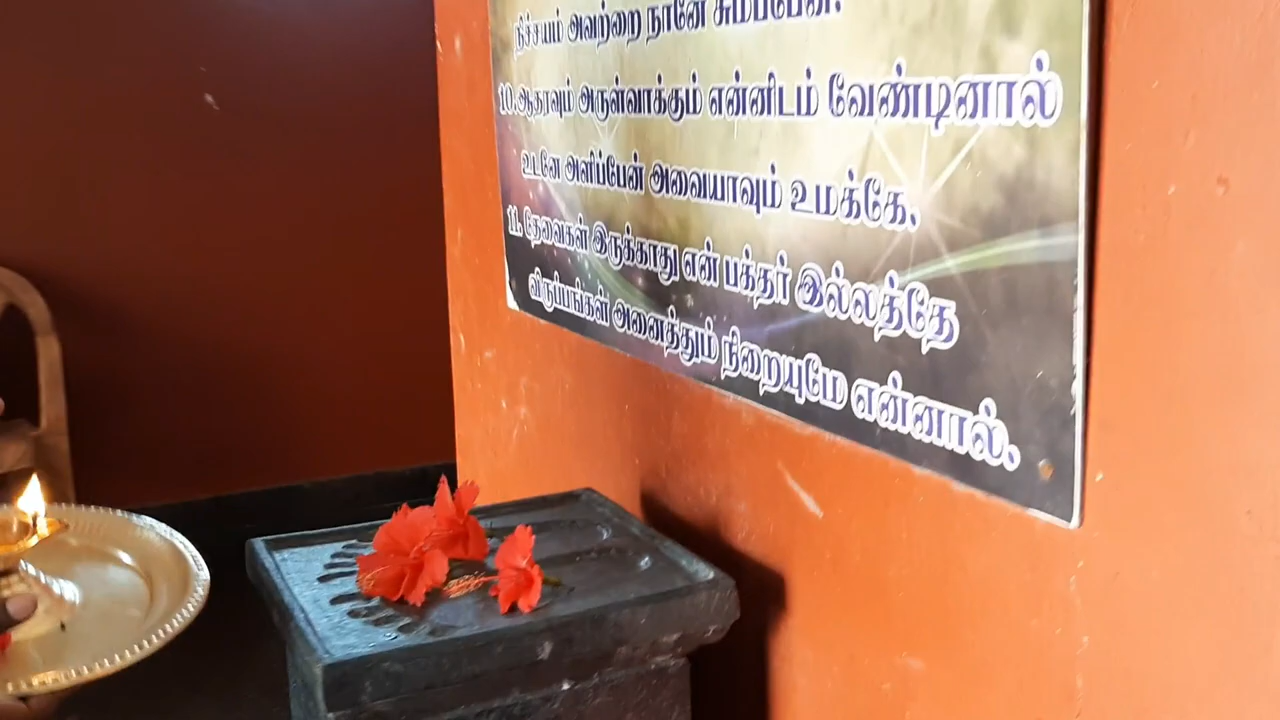 நிச்சயம் அவற்றை நானே சுமப்பேன்.
10. ஆதரவும் அருள்வாக்கும் என்னிடம் வேண்டினால்
உடனே அளிப்பேன் அவையாவும் உமக்கே.
11. தேவைகள் இருக்காது என் பக்தர் இல்லத்தே
விருப்பங்கள் அனைத்தும் நிறையுமே என்னால்.